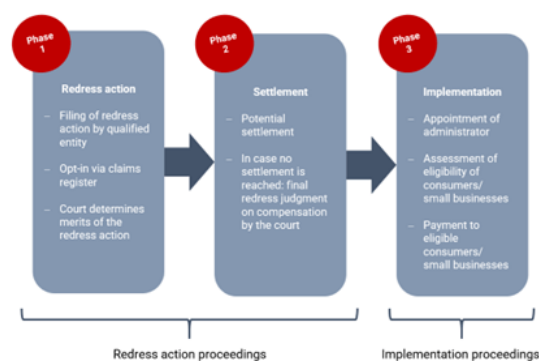 Phase
1
Redress action
– Filing of redress
action by qualified
entity
– Opt-in via claims
register
– Court determines
merits of the
redress action
Phase
2
Settlement
– Potential
settlement
– In case no
settlement is
reached: final
redress judgment
on compensation
by the court
Phase
3
Implementation
– Appointment of
administrator
– Assessment of
eligibility of
consumers/
small businesses
– Payment to
eligible
consumers/
small businesses
Redress action proceedings
Implementation proceedings